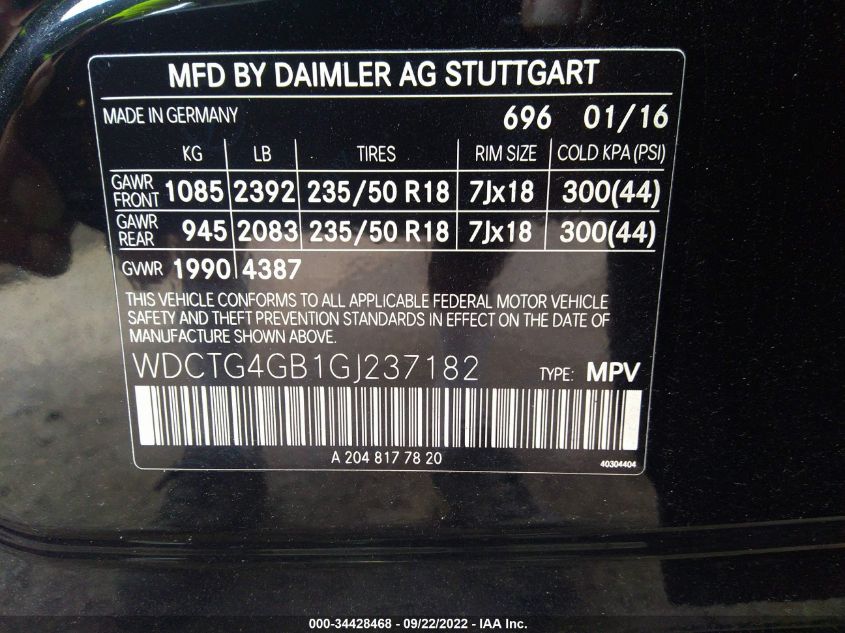 MFD BY DAIMLER AG STUTTGART
MADE IN GERMANY 696 01/16
KG LB TIRES RIM SIZE COLD KPA (PSI)
GAWR FRONT 1085 2392 235/50 R18 7Jx18 300(44)
GAWR REAR 945 2083 235/50 R18 7Jx18 300(44)
GVWR 1990 4387
THIS VEHICLE CONFORMS TO ALL APPLICABLE FEDERAL MOTOR VEHICLE
SAFETY AND THEFT PREVENTION STANDARDS IN EFFECT ON THE DATE OF
MANUFACTURE SHOWN ABOVE.
WDCTG4GB1GJ237182 TYPE: MPV
A 204 817 78 20 40304404
000-34428468 - 09/22/2022 - IAA Inc.